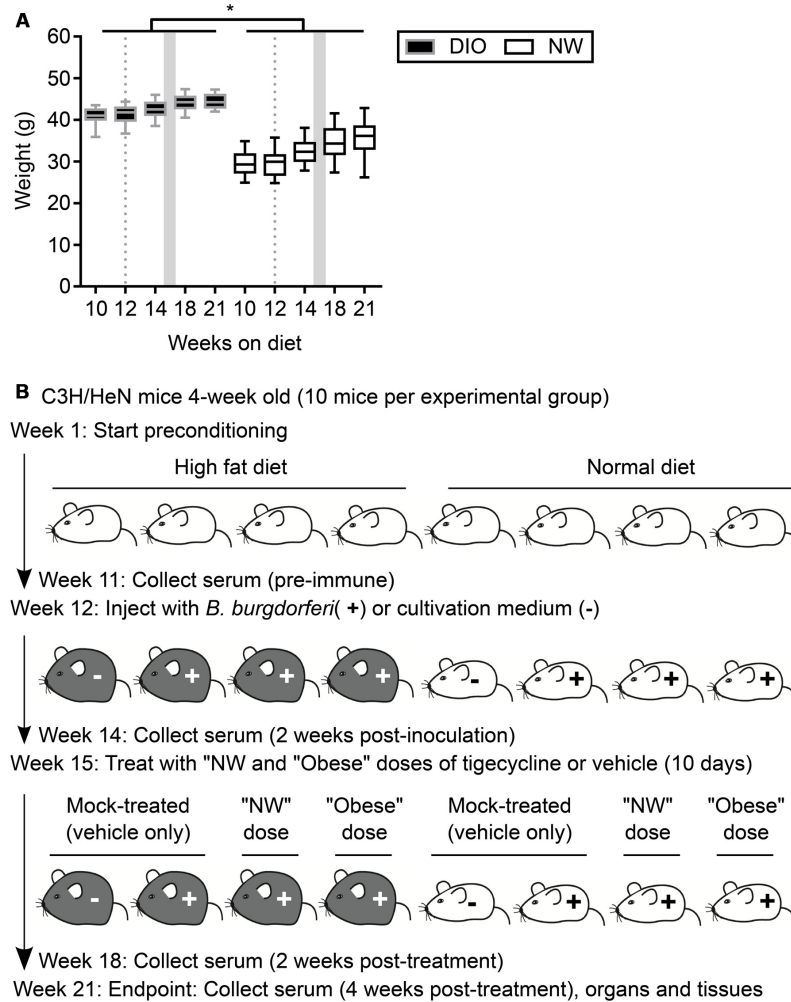 A
*
DIO NW
60
50
40
30
20
10
0
Weight (g)
10 12 14 18 21 10 12 14 18 21
Weeks on diet
B C3H/HeN mice 4-week old (10 mice per experimental group)
Week 1: Start preconditioning
High fat diet Normal diet
Week 11: Collect serum (pre-immune)
Week 12: Inject with B. burgdorferi( +) or cultivation medium (-)
- + + + - + + +
Week 14: Collect serum (2 weeks post-inoculation)
Week 15: Treat with "NW and "Obese" doses of tigecycline or vehicle (10 days)
Mock-treated "NW" "Obese" Mock-treated "NW" "Obese"
(vehicle only) dose dose (vehicle only) dose dose
- + + + - + + +
Week 18: Collect serum (2 weeks post-treatment)
Week 21: Endpoint: Collect serum (4 weeks post-treatment), organs and tissues